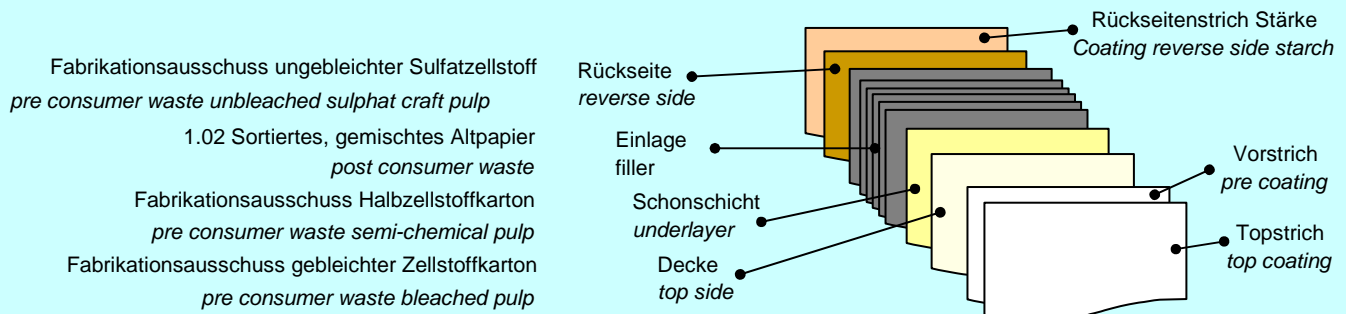 Fabrikationsausschuss ungebleichter Sulfatzellstoff
pre consumer waste unbleached sulphat craft pulp
1.02 Sortiertes, gemischtes Altpapier
post consumer waste
Fabrikationsausschuss Halbzellstoffkarton
pre consumer waste semi-chemical pulp
Fabrikationsausschuss gebleichter Zellstoffkarton
pre consumer waste bleached pulp
Rückseite
reverse side
Einlage
filler
Schonschicht
underlayer
Decke
top side
Rückseitenstrich Stärke
Coating reverse side starch
Vorstrich
pre coating
Topstrich
top coating